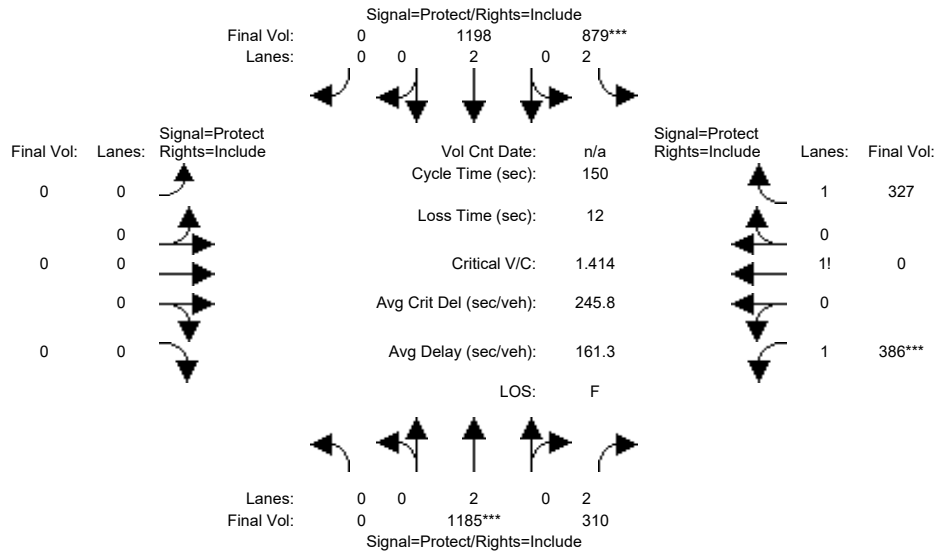 Signal=Protect/Rights=Include
Final Vol: 0 1198 879***
Lanes: 0 0 2 0 2
Signal=Protect
Final Vol: Lanes: Rights=Include
Vol Cnt Date: n/a
Signal=Protect
Rights=Include Lanes: Final Vol:
Cycle Time (sec): 150
0 0
1 327
Loss Time (sec): 12
0
0
0 0
Critical V/C: 1.414
1! 0
0
Avg Crit Del (sec/veh): 245.8
0
0 0
Avg Delay (sec/veh): 161.3
1 386***
LOS: F
Lanes: 0 0 2 0 2
Final Vol: 0 1185*** 310
Signal=Protect/Rights=Include